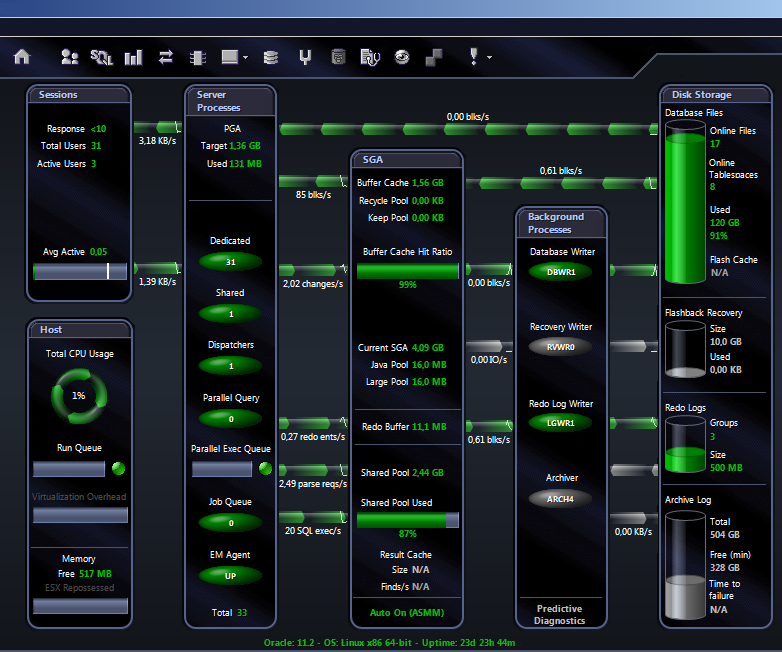 SQL
Sessions
Response <10
Total Users 31
Active Users 3
Avg Active 0,05
Host
Total CPU Usage
1%
Run Queue
Virtualization Overhead
Memory
Free 517 MB
ESX Repossessed
3,18 KB/s
1,39 KB/s
Server
Processes
PGA
Target 1,36 GB
Used 131 MB
Dedicated
31
Shared
1
Dispatchers
1
Parallel Query
0
Parallel Exec Queue
Job Queue
0
EM Agent
UP
Total 33
0,00 blks/s
85 blks/s
2,02 changes/s
0,27 redo ents/s
2,49 parse reqs/s
20 SQL exec/s
SGA
Buffer Cache 1,56 GB
Recycle Pool 0,00 KB
Keep Pool 0,00 KB
Buffer Cache Hit Ratio
99%
Current SGA 4,09 GB
Java Pool 16,0 MB
Large Pool 16,0 MB
Redo Buffer 11,1 MB
Shared Pool 2,44 GB
Shared Pool Used
87%
Result Cache
Size N/A
Finds/s N/A
Auto On (ASMM)
0,61 blks/s
0,00 blks/s
0,00 IO/s
0,61 blks/s
Background
Processes
Database Writer
DBWR1
Recovery Writer
RVWR0
Redo Log Writer
LGWR1
Archiver
ARCH4
Predictive
Diagnostics
0,00 KB/s
Disk Storage
Database Files
Online Files
17
Online
Tablespaces
8
Used
120 GB
91%
Flash Cache
N/A
Flashback Recovery
Size
10,0 GB
Used
0,00 KB
Redo Logs
Groups
3
Size
500 MB
Archive Log
Total
504 GB
Free (min)
328 GB
Time to
failure
N/A
Oracle: 11.2 - OS: Linux x86 64-bit - Uptime: 23d 23h 44m